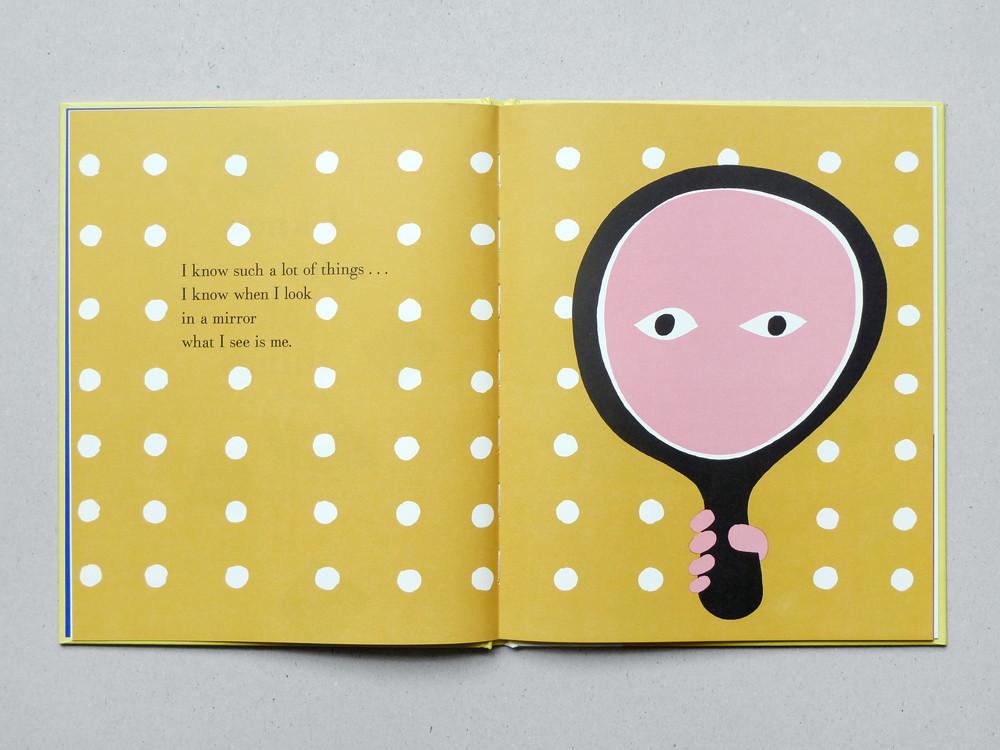 I know such a lot of things . . .
I know when I look
in a mirror
what I see is me.